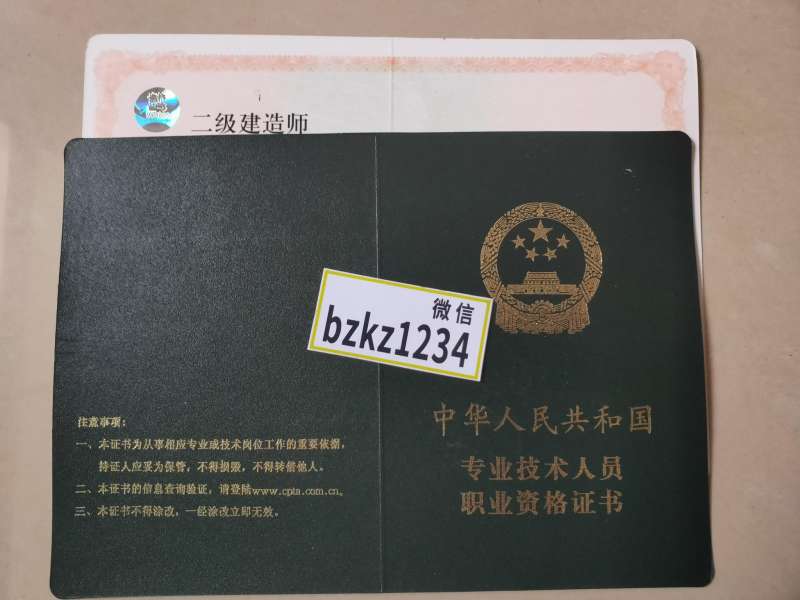 二级建造师
微信
bzkz1234
中华人民共和国
专业技术人员
职业资格证书
注意事项：
一、本证书为从事相应专业或技术岗位工作的重要依据，
持证人应妥为保管，不得损毁，不得转借他人。
二、本证书的信息查询验证，请登陆www.cpta.com.cn。
三、本证书不得涂改，一经涂改立即无效。